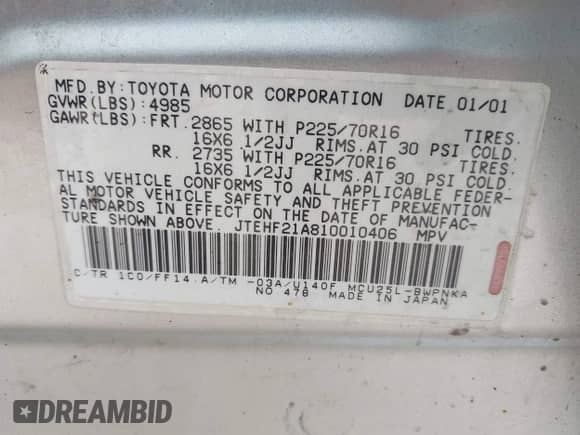 MFD.BY:TOYOTA MOTOR CORPORATION DATE 01/01
GVWR(LBS):4985
GAWR(LBS):FRT.2865 WITH P225/70R16 TIRES.
16X6 1/2JJ RIMS.AT 30 PSI COLD.
RR. 2735 WITH P225/70R16 TIRES.
16X6 1/2JJ RIMS.AT 30 PSI COLD.
THIS VEHICLE CONFORMS TO ALL APPLICABLE FEDER-
AL MOTOR VEHICLE SAFETY AND THEFT PREVENTION
STANDARDS IN EFFECT ON THE DATE OF MANUFAC-
TURE SHOWN ABOVE. JTEHF21A810010406 MPV
C/TR 1C0/FF14 A/TM -03A/U140F MCU25L-BWPNKA
NO.478 MADE IN JAPAN
DREAMBID